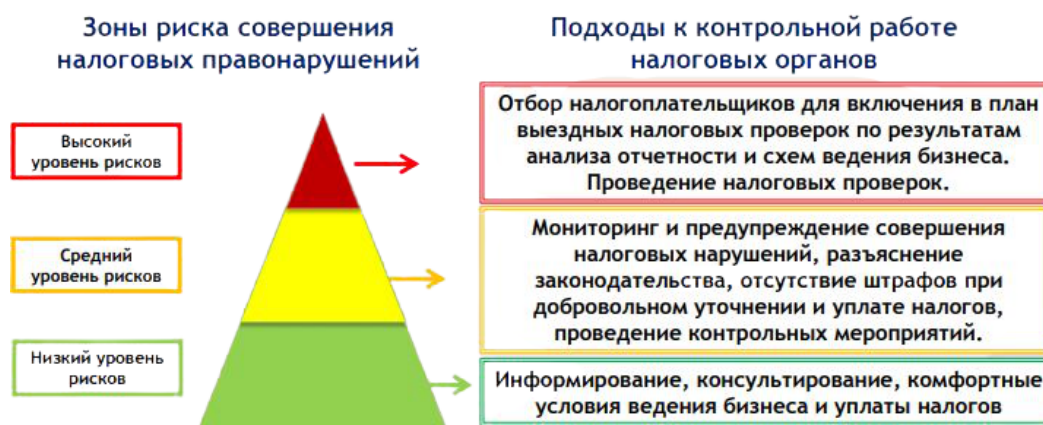 Зоны риска совершения
налоговых правонарушений
Подходы к контрольной работе
налоговых органов
Высокий
уровень рисков
Отбор налогоплательщиков для включения в план
выездных налоговых проверок по результатам
анализа отчетности и схем ведения бизнеса.
Проведение налоговых проверок.
Средний
уровень рисков
Мониторинг и предупреждение совершения
налоговых нарушений, разъяснение
законодательства, отсутствие штрафов при
добровольном уточнении и уплате налогов,
проведение контрольных мероприятий.
Низкий уровень
рисков
Информирование, консультирование, комфортные
условия ведения бизнеса и уплаты налогов